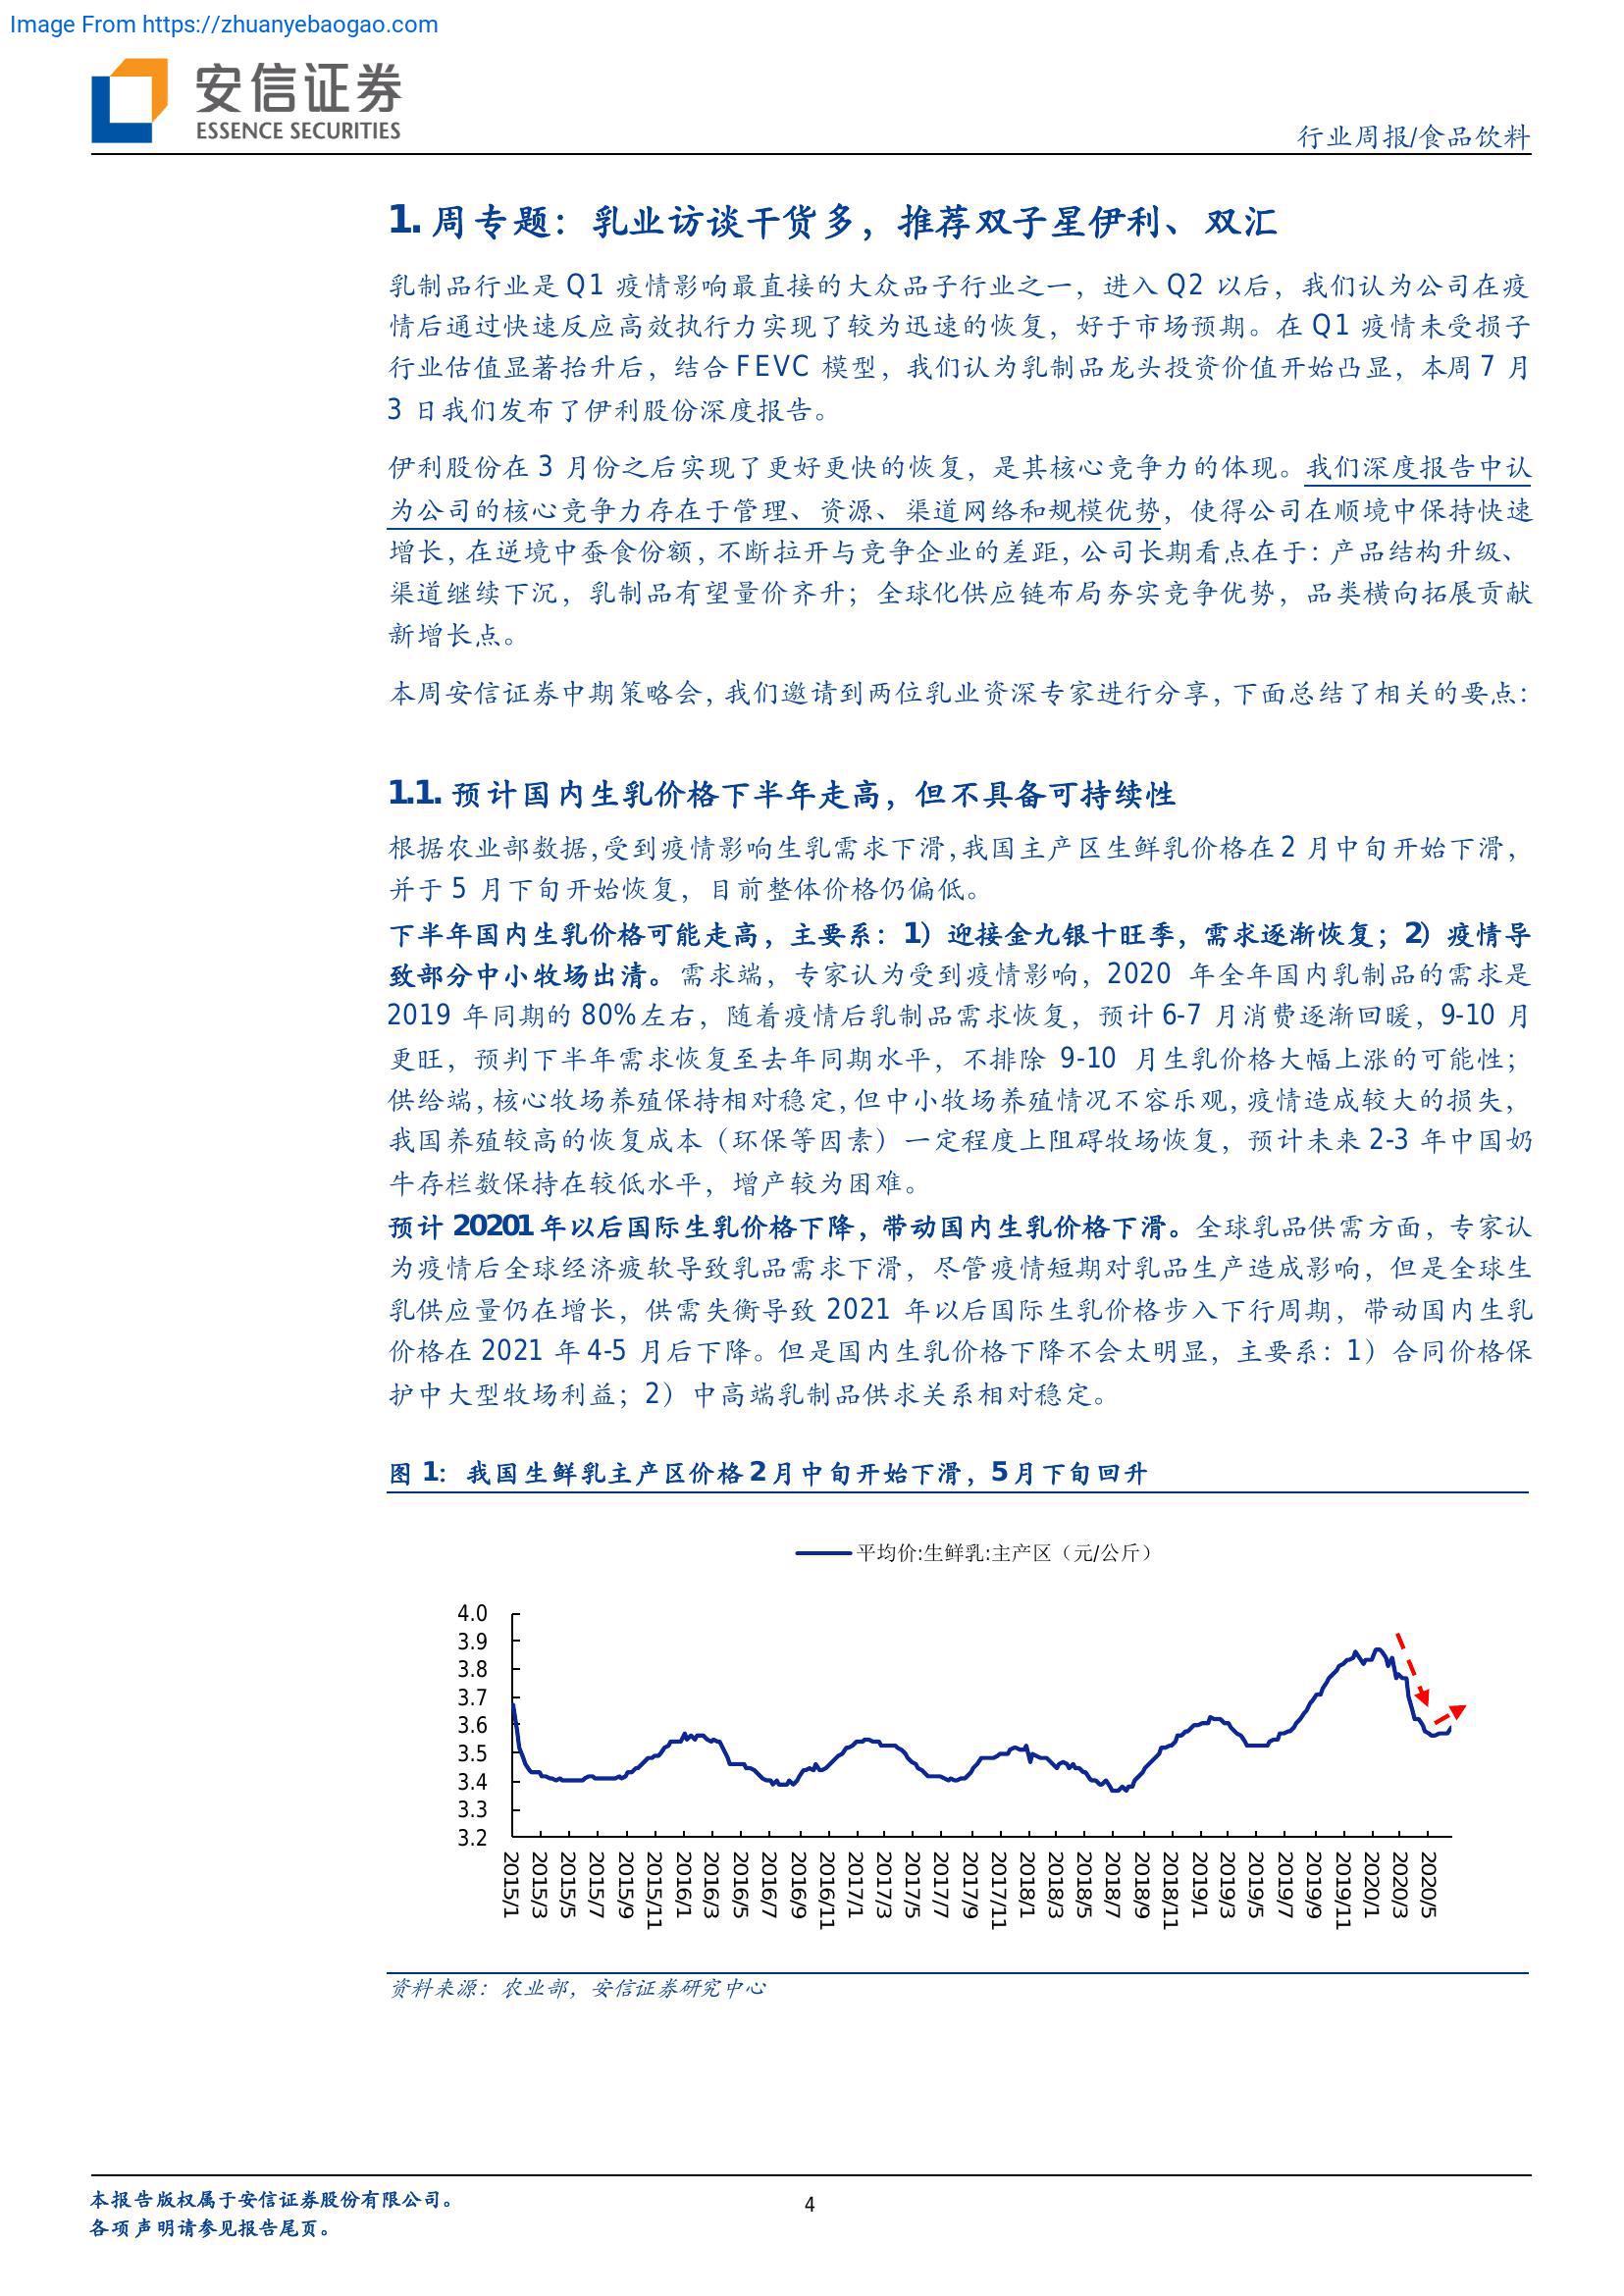 Image From https://zhuanyebaogao.com
安信证券
ESSENCE SECURITIES
行业周报/食品饮料
1. 周专题：乳业访谈干货多，推荐双子星伊利、双汇
乳制品行业是 Q1 疫情影响最直接的大众品子行业之一，进入 Q2 以后，我们认为公司在疫
情后通过快速反应高效执行力实现了较为迅速的恢复，好于市场预期。在 Q1 疫情未受损子
行业估值显著抬升后，结合 FEVC 模型，我们认为乳制品龙头投资价值开始凸显，本周 7 月
3 日我们发布了伊利股份深度报告。
伊利股份在 3 月份之后实现了更好更快的恢复，是其核心竞争力的体现。我们深度报告中认
为公司的核心竞争力存在于管理、资源、渠道网络和规模优势，使得公司在顺境中保持快速
增长，在逆境中蚕食份额，不断拉开与竞争企业的差距，公司长期看点在于：产品结构升级、
渠道继续下沉，乳制品有望量价齐升；全球化供应链布局夯实竞争优势，品类横向拓展贡献
新增长点。
本周安信证券中期策略会，我们邀请到两位乳业资深专家进行分享，下面总结了相关的要点：
1.1. 预计国内生乳价格下半年走高，但不具备可持续性
根据农业部数据，受到疫情影响生乳需求下滑，我国主产区生鲜乳价格在 2 月中旬开始下滑，
并于 5 月下旬开始恢复，目前整体价格仍偏低。
下半年国内生乳价格可能走高，主要系：1）迎接金九银十旺季，需求逐渐恢复；2）疫情导
致部分中小牧场出清。需求端，专家认为受到疫情影响，2020 年全年国内乳制品的需求是
2019 年同期的 80%左右，随着疫情后乳制品需求恢复，预计 6-7 月消费逐渐回暖，9-10 月
更旺，预判下半年需求恢复至去年同期水平，不排除 9-10 月生乳价格大幅上涨的可能性；
供给端，核心牧场养殖保持相对稳定，但中小牧场养殖情况不容乐观，疫情造成较大的损失，
我国养殖较高的恢复成本（环保等因素）一定程度上阻碍牧场恢复，预计未来 2-3 年中国奶
牛存栏数保持在较低水平，增产较为困难。
预计 20201 年以后国际生乳价格下降，带动国内生乳价格下滑。全球乳品供需方面，专家认
为疫情后全球经济疲软导致乳品需求下滑，尽管疫情短期对乳品生产造成影响，但是全球生
乳供应量仍在增长，供需失衡导致 2021 年以后国际生乳价格步入下行周期，带动国内生乳
价格在 2021 年 4-5 月后下降。但是国内生乳价格下降不会太明显，主要系：1）合同价格保
护中大型牧场利益；2）中高端乳制品供求关系相对稳定。
图 1：我国生鲜乳主产区价格 2 月中旬开始下滑，5 月下旬回升
平均价:生鲜乳:主产区（元/公斤）
4.0
3.9
3.8
3.7
3.6
3.5
3.4
3.3
3.2
2015/1
2015/3
2015/5
2015/7
2015/9
2015/11
2016/1
2016/3
2016/5
2016/7
2016/9
2016/11
2017/1
2017/3
2017/5
2017/7
2017/9
2017/11
2018/1
2018/3
2018/5
2018/7
2018/9
2018/11
2019/1
2019/3
2019/5
2019/7
2019/9
2019/11
2020/1
2020/3
2020/5
资料来源：农业部，安信证券研究中心
本报告版权属于安信证券股份有限公司。
4
各项声明请参见报告尾页。